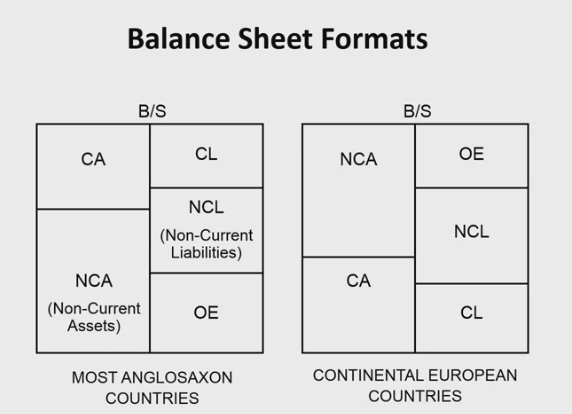 Balance Sheet Formats
B/S
CA
CL
NCL
(Non-Current
Liabilities)
NCA
(Non-Current
Assets)
OE
MOST ANGLOSAXON
COUNTRIES
B/S
NCA
OE
NCL
CA
CL
CONTINENTAL EUROPEAN
COUNTRIES